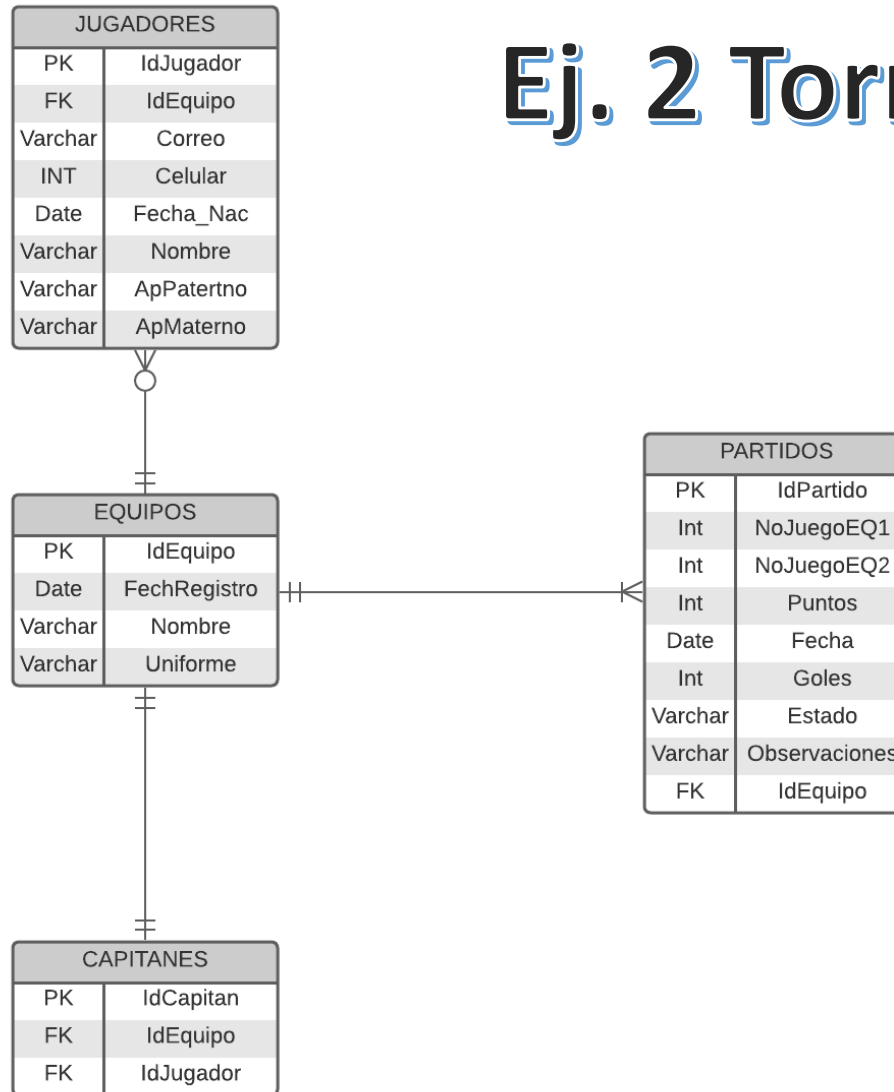 JUGADORES
PK IdJugador
FK IdEquipo
Varchar Correo
INT Celular
Date Fecha_Nac
Varchar Nombre
Varchar ApPatertno
Varchar ApMaterno
Ej. 2 Torr
EQUIPOS
PK IdEquipo
Date FechRegistro
Varchar Nombre
Varchar Uniforme
PARTIDOS
PK IdPartido
Int NoJuegoEQ1
Int NoJuegoEQ2
Int Puntos
Date Fecha
Int Goles
Varchar Estado
Varchar Observaciones
FK IdEquipo
CAPITANES
PK IdCapitan
FK IdEquipo
FK IdJugador